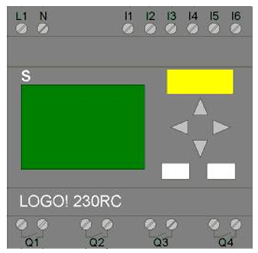 L1 N I1 I2 I3 I4 I5 I6
S
LOGO! 230RC
Q1 Q2 Q3 Q4